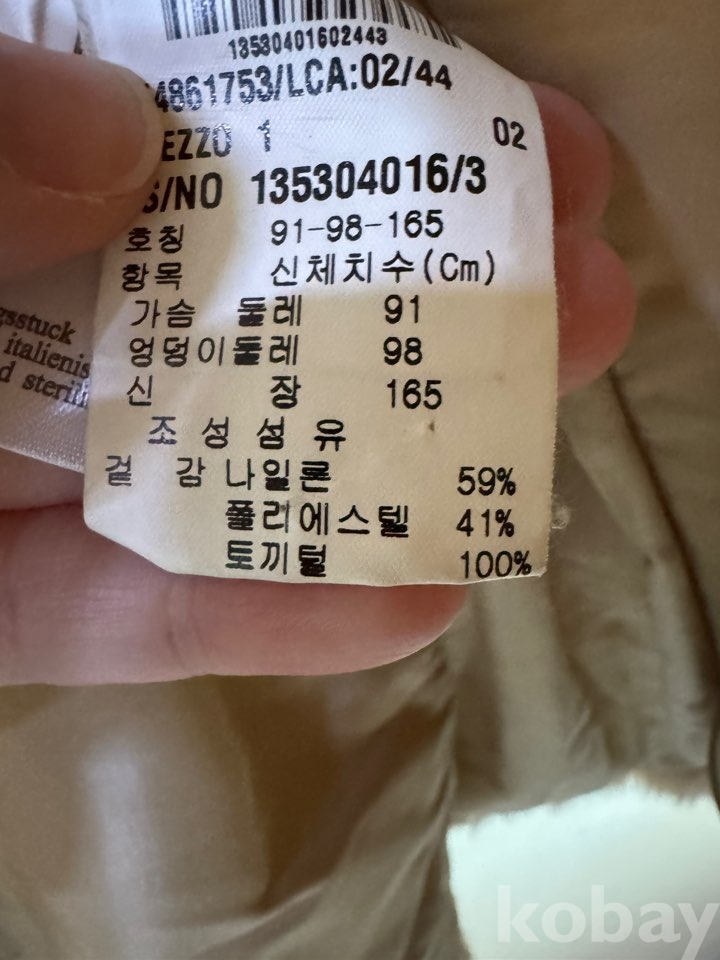 13530401602443
4861753/LCA:02/44
EZZO 1 02
S/NO 135304016/3
호칭 91-98-165
항목 신체치수(Cm)
가슴 둘레 91
엉덩이둘레 98
신 장 165
조성섬유
겉 감 나일론 59%
폴리에스텔 41%
토끼털 100%
gsstuck
italienis
d steril
kobay